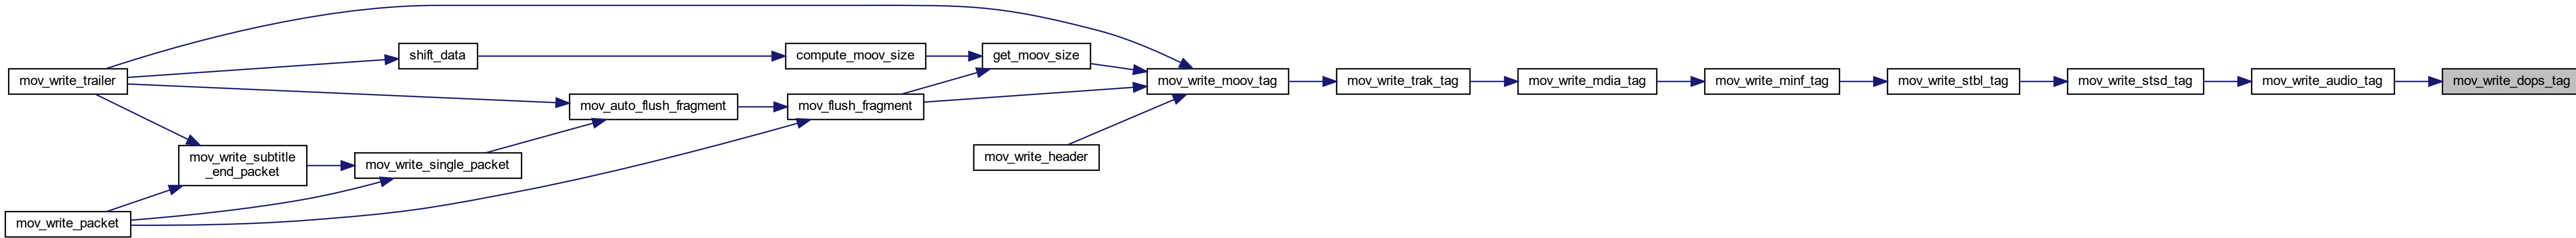 mov_write_trailer
shift_data
compute_moov_size
get_moov_size
mov_write_moov_tag
mov_write_trak_tag
mov_write_mdia_tag
mov_write_minf_tag
mov_write_stbl_tag
mov_write_stsd_tag
mov_write_audio_tag
mov_write_dops_tag
mov_auto_flush_fragment
mov_flush_fragment
mov_write_header
mov_write_subtitle
_end_packet
mov_write_single_packet
mov_write_packet